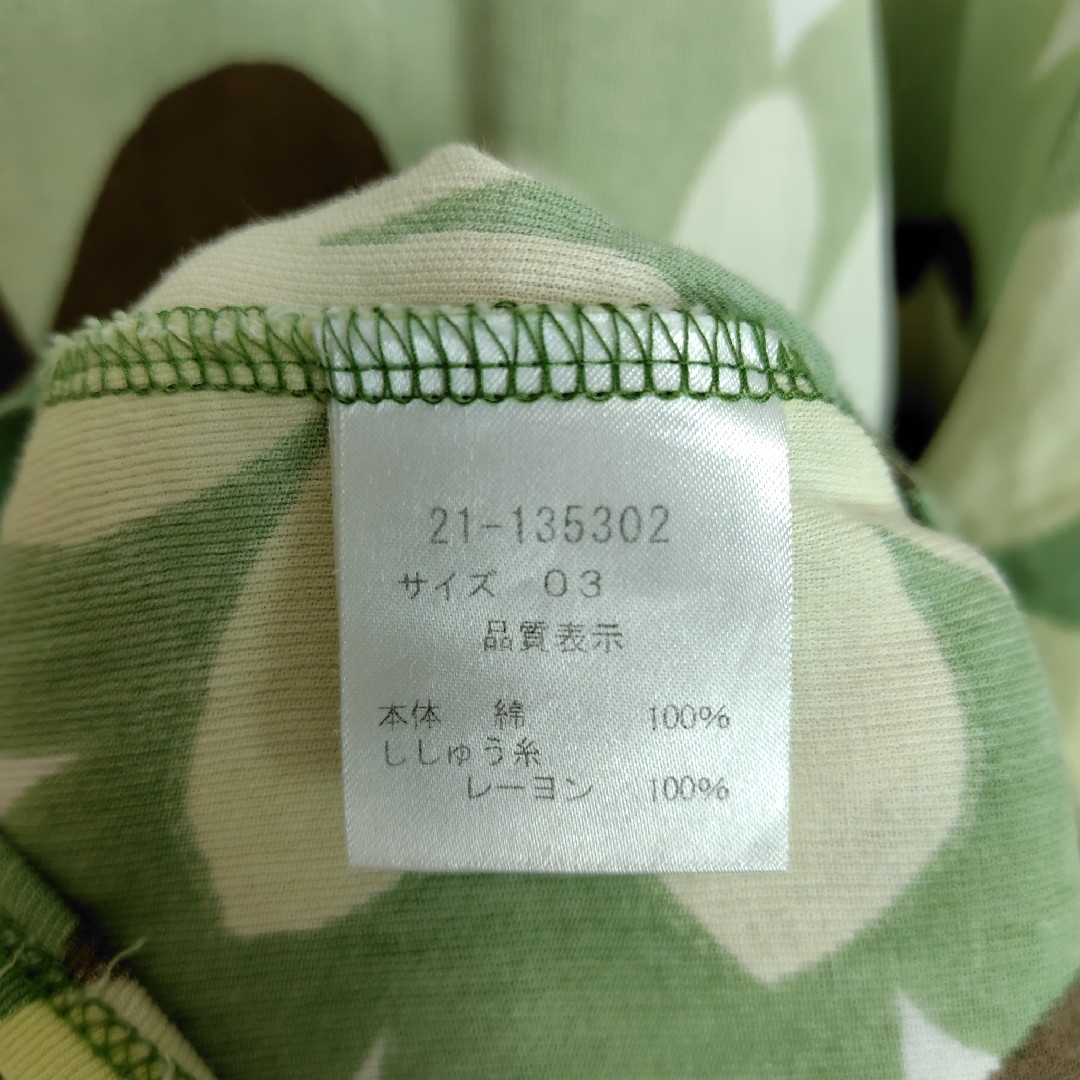 21-135302
サイズ 03
品質表示
本体 綿 100%
ししゅう糸
レーヨン 100%